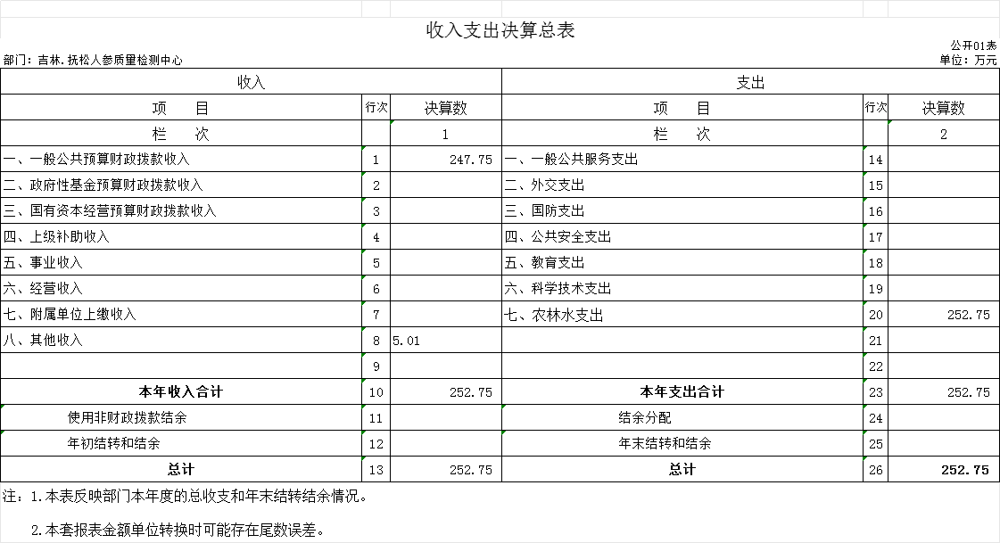 收入支出决算总表
公开01表
部门：吉林.抚松人参质量检测中心 单位：万元
收入 支出
项 目 行次 决算数 项 目 行次 决算数
栏 次 1 栏 次 2
一、一般公共预算财政拨款收入 1 247.75 一、一般公共服务支出 14
二、政府性基金预算财政拨款收入 2 二、外交支出 15
三、国有资本经营预算财政拨款收入 3 三、国防支出 16
四、上级补助收入 4 四、公共安全支出 17
五、事业收入 5 五、教育支出 18
六、经营收入 6 六、科学技术支出 19
七、附属单位上缴收入 7 七、农林水支出 20 252.75
八、其他收入 8 5.01 21
9 22
本年收入合计 10 252.75 本年支出合计 23 252.75
使用非财政拨款结余 11 结余分配 24
年初结转和结余 12 年末结转和结余 25
总计 13 252.75 总计 26 252.75
注：1.本表反映部门本年度的总收支和年末结转结余情况。
2.本套报表金额单位转换时可能存在尾数误差。